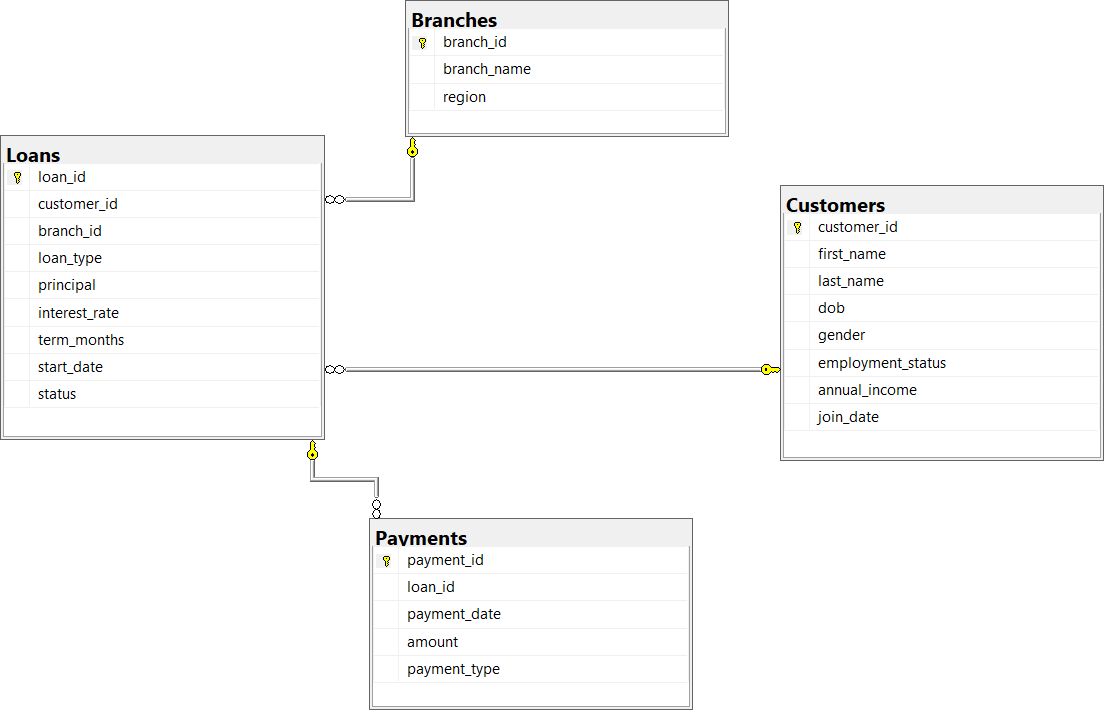 Branches
branch_id
branch_name
region
Loans
loan_id
customer_id
branch_id
loan_type
principal
interest_rate
term_months
start_date
status
Customers
customer_id
first_name
last_name
dob
gender
employment_status
annual_income
join_date
Payments
payment_id
loan_id
payment_date
amount
payment_type